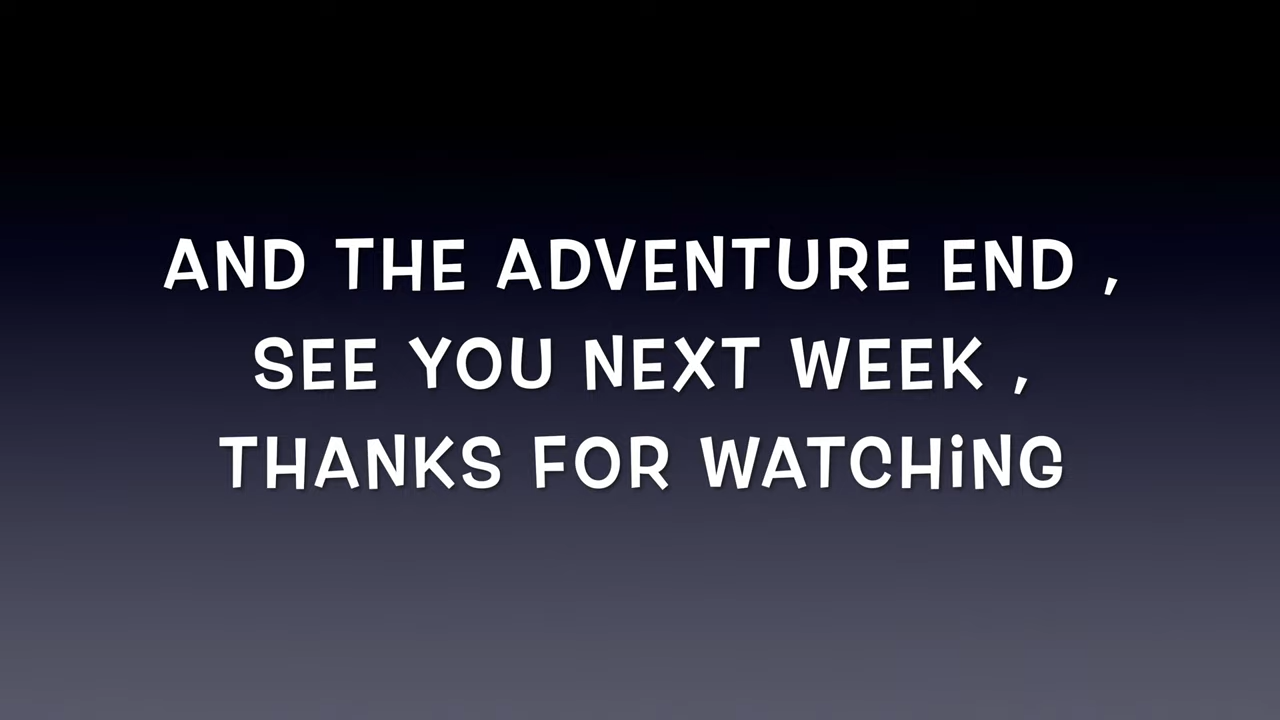 AND THE ADVENTURE END ,
SEE YOU NEXT WEEK ,
THANKS FOR WATCHiNG